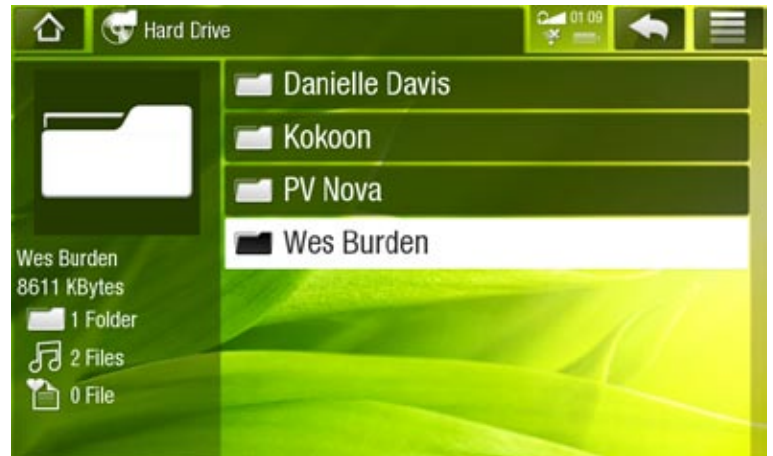 Hard Drive
01 09
Danielle Davis
Kokoon
PV Nova
Wes Burden
Wes Burden
8611 KBytes
1 Folder
2 Files
0 File